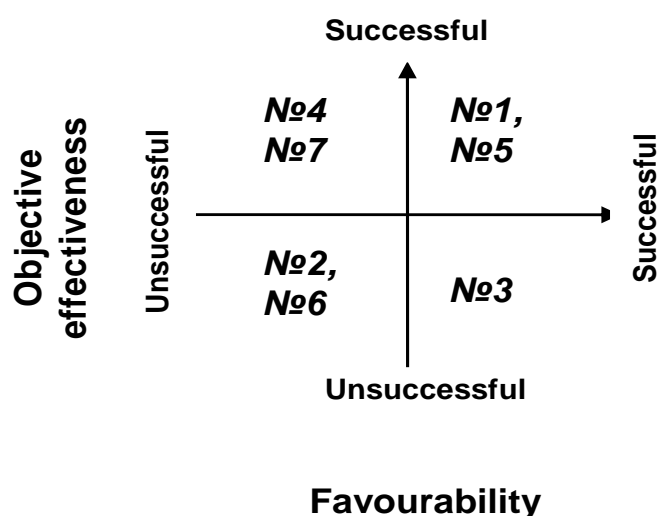 Successful
№4
№7
№1,
№5
Objective
effectiveness
Unsuccessful
Successful
№2,
№6
№3
Unsuccessful
Favourability